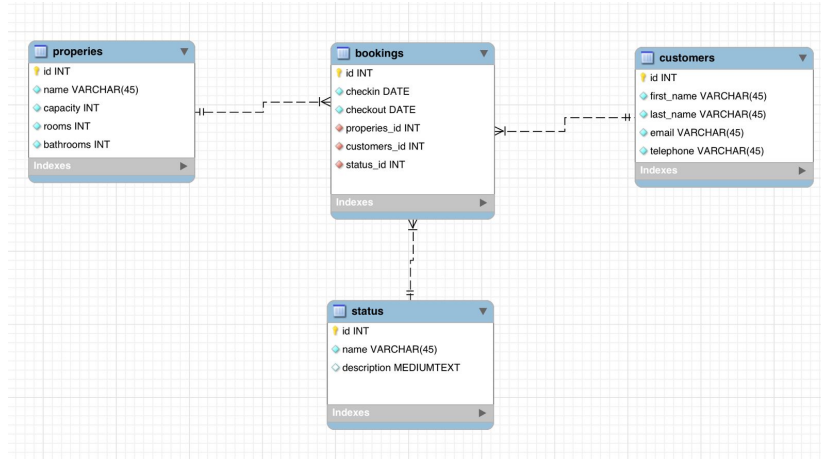 properies
id INT
name VARCHAR(45)
capacity INT
rooms INT
bathrooms INT
Indexes
bookings
id INT
checkin DATE
checkout DATE
properies_id INT
customers_id INT
status_id INT
Indexes
customers
id INT
first_name VARCHAR(45)
last_name VARCHAR(45)
email VARCHAR(45)
telephone VARCHAR(45)
Indexes
status
id INT
name VARCHAR(45)
description MEDIUMTEXT
Indexes